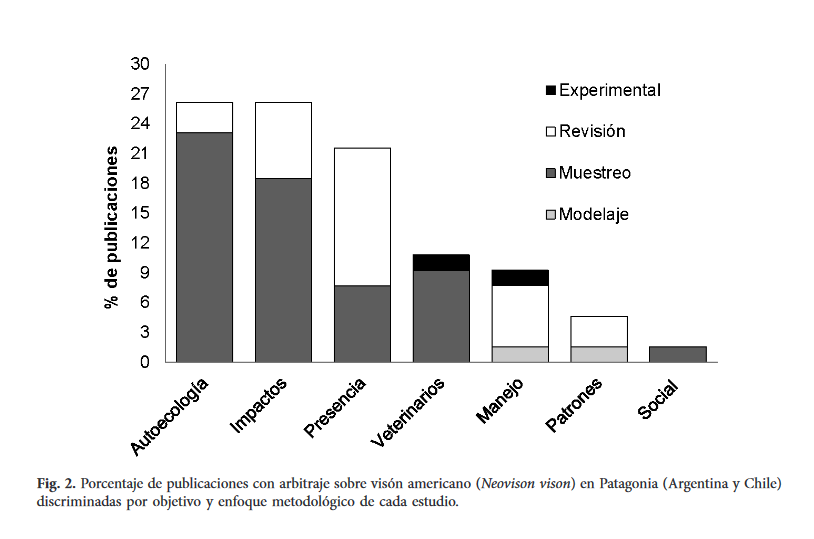 30
27
24
21
18
15
12
9
6
3
0
% de publicaciones
Experimental
Revisión
Muestreo
Modelaje
Autoecología
Impactos
Presencia
Veterinarios
Manejo
Patrones
Social
Fig. 2. Porcentaje de publicaciones con arbitraje sobre visón americano (Neovison vison) en Patagonia (Argentina y Chile)
discriminadas por objetivo y enfoque metodológico de cada estudio.